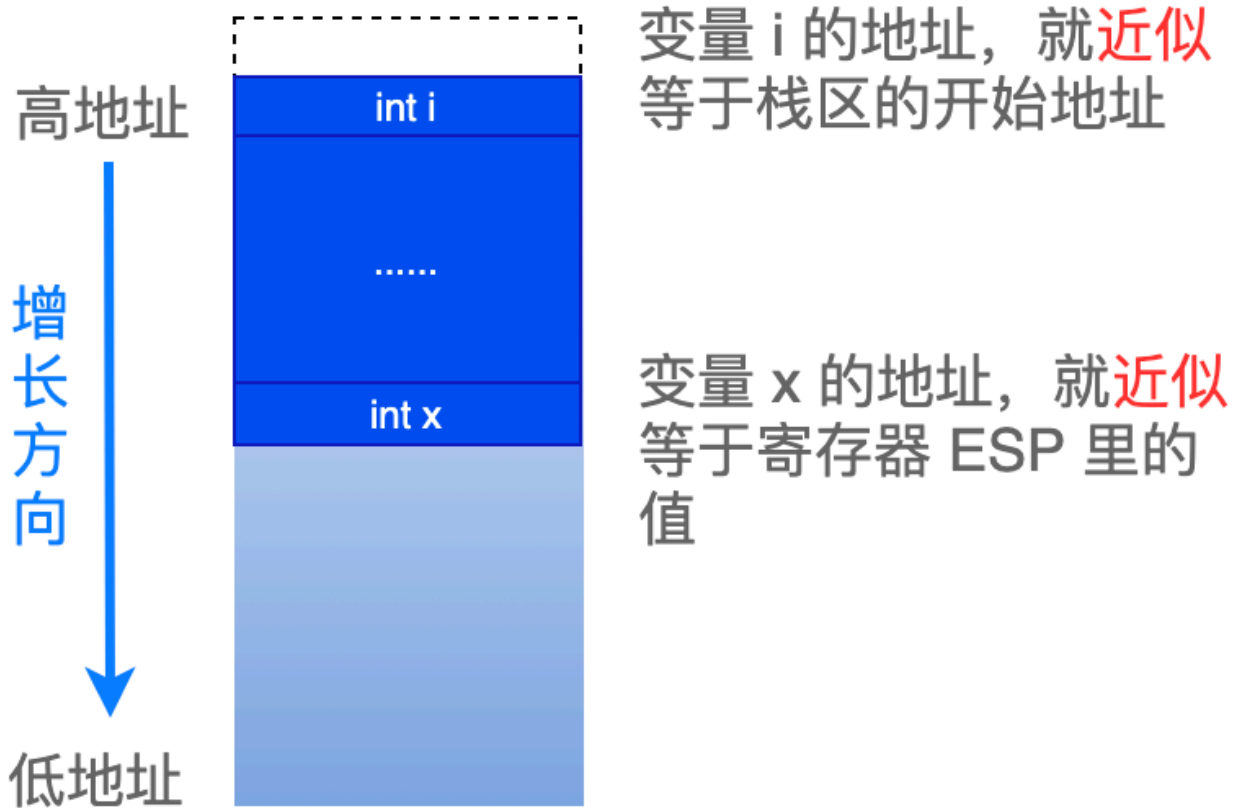 变量 i 的地址，就近似
等于栈区的开始地址
高地址
int i
......
增
长
方
向
变量 x 的地址，就近似
等于寄存器 ESP 里的
值
int x
低地址